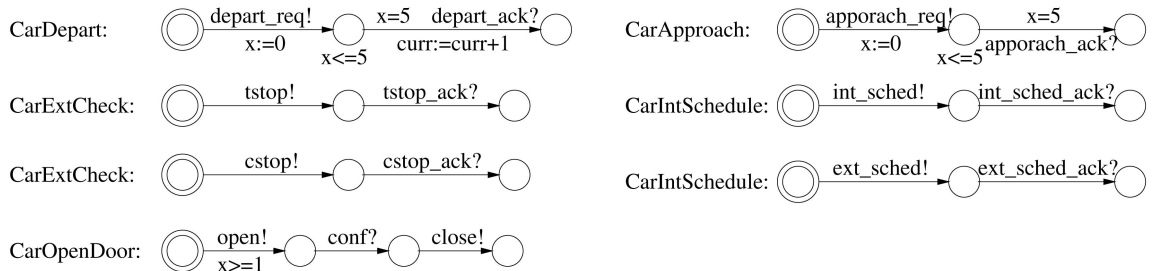 CarDepart: depart_req! x=5 depart_ack? CarApproach: apporach_req! x=5
x:=0 curr:=curr+1 x:=0 apporach_ack?
x<=5 x<=5
CarExtCheck: tstop! tstop_ack? CarIntSchedule: int_sched! int_sched_ack?
CarExtCheck: cstop! cstop_ack? CarIntSchedule: ext_sched! ext_sched_ack?
CarOpenDoor: open! conf? close!
x>=1